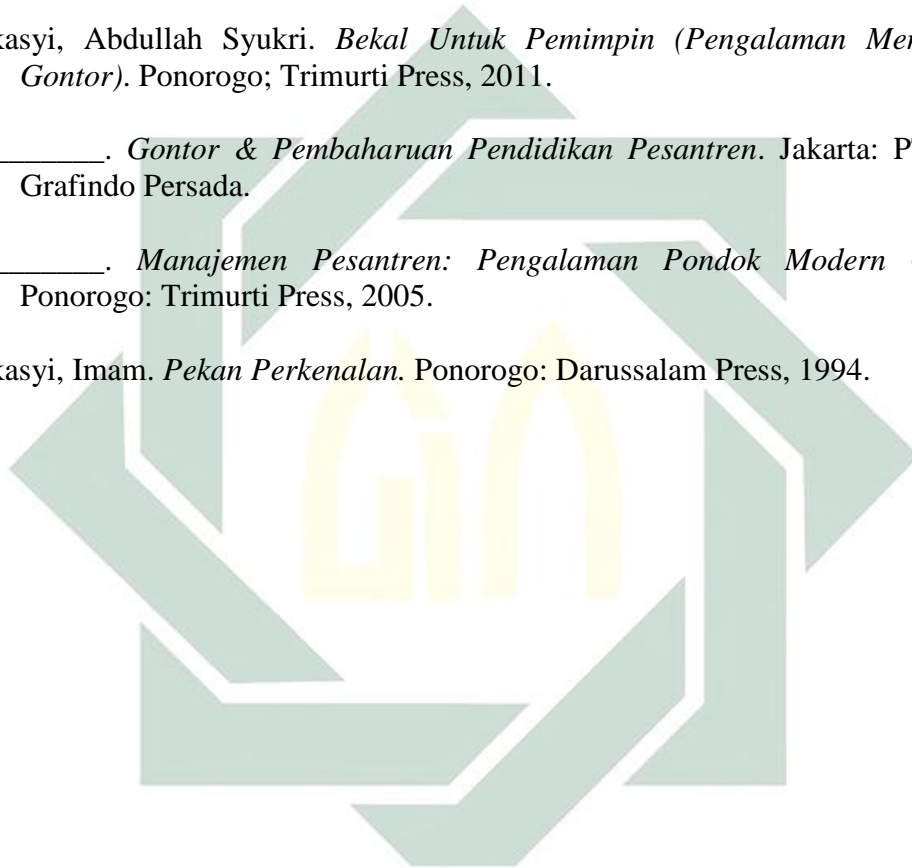 kasyi, Abdullah Syukri. Bekal Untuk Pemimpin (Pengalaman
Gontor). Ponorogo; Trimurti Press, 2011.
_______. Gontor & Pembaharuan Pendidikan Pesantren. Jakarta:
Grafindo Persada.
_______. Manajemen Pesantren: Pengalaman Pondok Modern
Ponorogo: Trimurti Press, 2005.
kasyi, Imam. Pekan Perkenalan. Ponorogo: Darussalam Press, 1994.